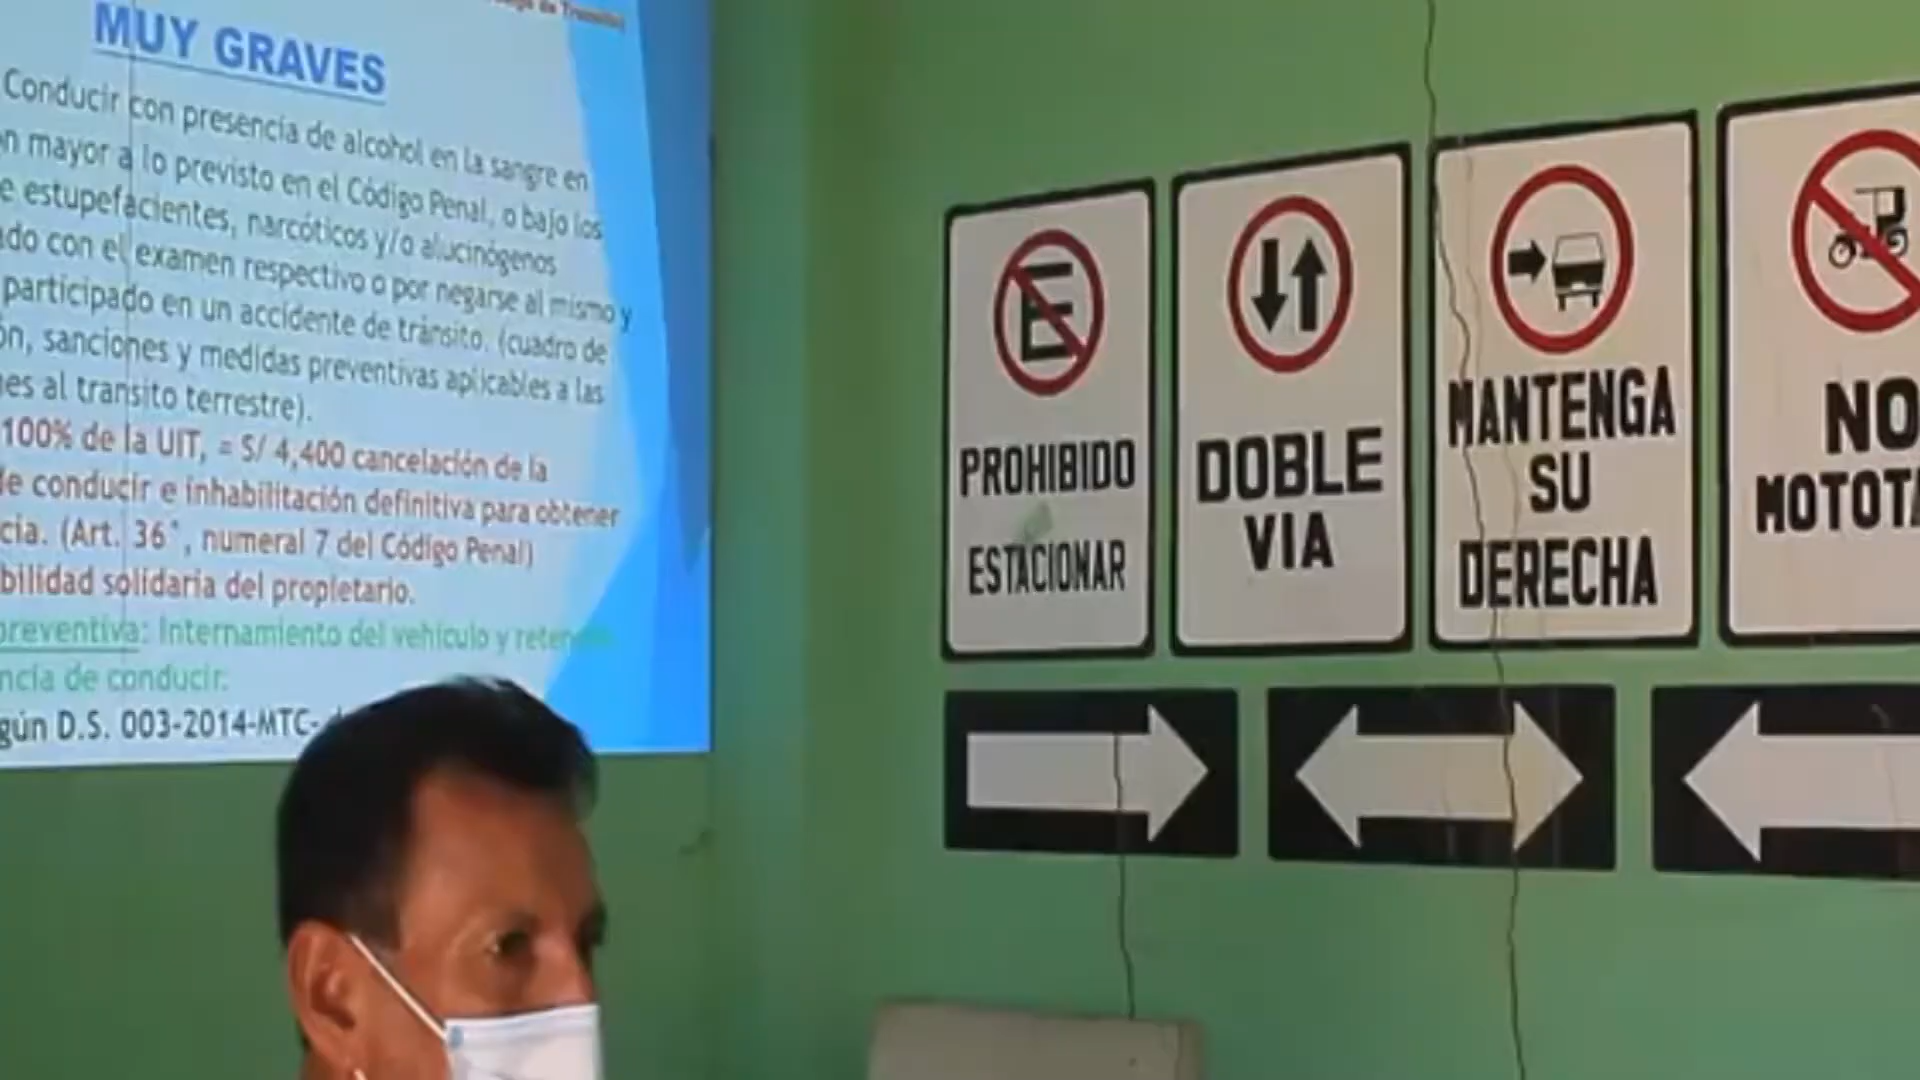 de Transito)
MUY GRAVES
Conducir con presencia de alcohol en la sangre en
mayor a lo previsto en el Código Penal, o bajo los
e estupefacientes, narcóticos y/o alucinógenos
ado con el examen respectivo o por negarse al mismo y
participado en un accidente de tránsito. (cuadro de
ón, sanciones y medidas preventivas aplicables a las
nes al transito terrestre).
100% de la UIT, = S/ 4,400 cancelación de la
de conducir e inhabilitación definitiva para obtener
cia. (Art. 36°, numeral 7 del Código Penal)
bilidad solidaria del propietario.
preventiva: Internamiento del vehículo y reten
ncia de conducir.
gún D.S. 003-2014-MTC-
E
PROHIBIDO
ESTACIONAR
DOBLE
VIA
MANTENGA
SU
DERECHA
NO
MOTOTA